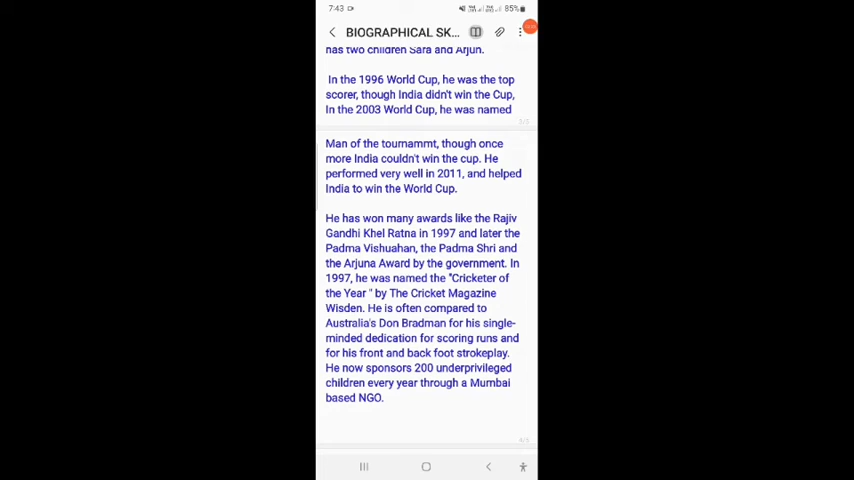 7:43 85%
BIOGRAPHICAL SK...
has two children Sara and Arjun.
In the 1996 World Cup, he was the top
scorer, though India didn't win the Cup,
In the 2003 World Cup, he was named
3/5
Man of the tournammt, though once
more India couldn't win the cup. He
performed very well in 2011, and helped
India to win the World Cup.
He has won many awards like the Rajiv
Gandhi Khel Ratna in 1997 and later the
Padma Vishuahan, the Padma Shri and
the Arjuna Award by the government. In
1997, he was named the "Cricketer of
the Year " by The Cricket Magazine
Wisden. He is often compared to
Australia's Don Bradman for his single-
minded dedication for scoring runs and
for his front and back foot strokeplay.
He now sponsors 200 underprivileged
children every year through a Mumbai
based NGO.
4/5